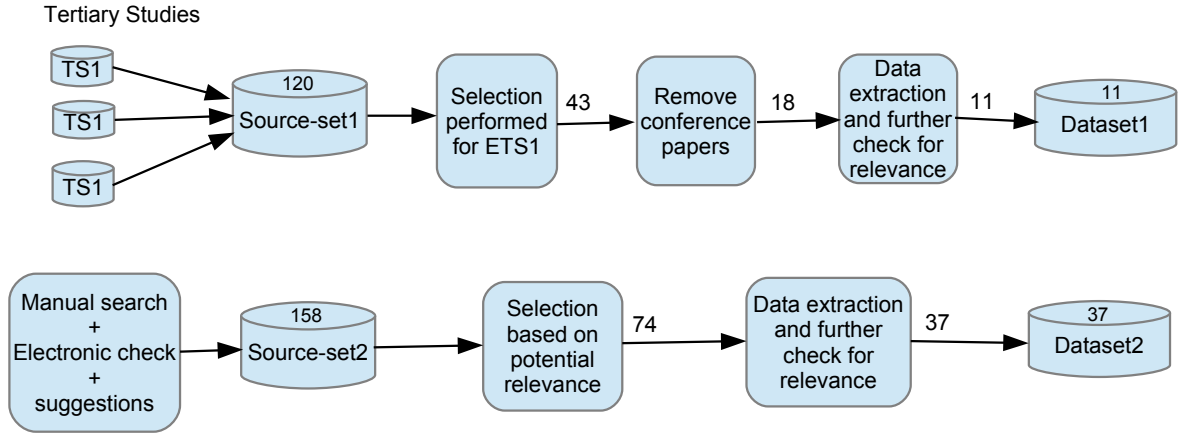 Tertiary Studies
TS1
TS1
TS1
120
Source-set1
Selection
performed
for ETS1
43
Remove
conference
papers
18
Data
extraction
and further
check for
relevance
11
11
Dataset1
Manual search
+
Electronic check
+
suggestions
158
Source-set2
Selection
based on
potential
relevance
74
Data extraction
and further
check for
relevance
37
37
Dataset2